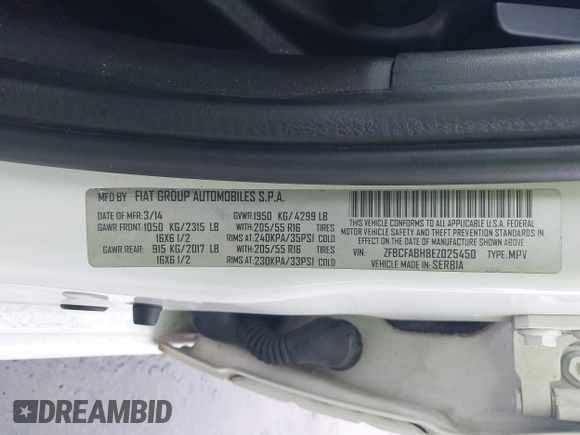 MFD BY FIAT GROUP AUTOMOBILES S.P.A.
DATE OF MFR: 3/14 GVWR: 1950 KG/ 4299 LB
GAWR FRONT: 1050 KG/2315 LB WITH: 205/55 R16 TIRES
16X6 1/2 RIMS AT: 240KPA/35PSI COLD
GAWR REAR: 915 KG/2017 LB WITH: 205/55 R16 TIRES
16X6 1/2 RIMS AT: 230KPA/33PSI COLD
THIS VEHICLE CONFORMS TO ALL APPLICABLE U.S. FEDERAL
MOTOR VEHICLE SAFETY, BUMPER, AND THEFT PREVENTION STANDARDS
IN EFFECT ON THE DATE OF MANUFACTURE SHOWN ABOVE
VIN: ZFBCFABH8EZ025450 TYPE: MPV
VEHICLE MADE IN: SERBIA
DREAMBID